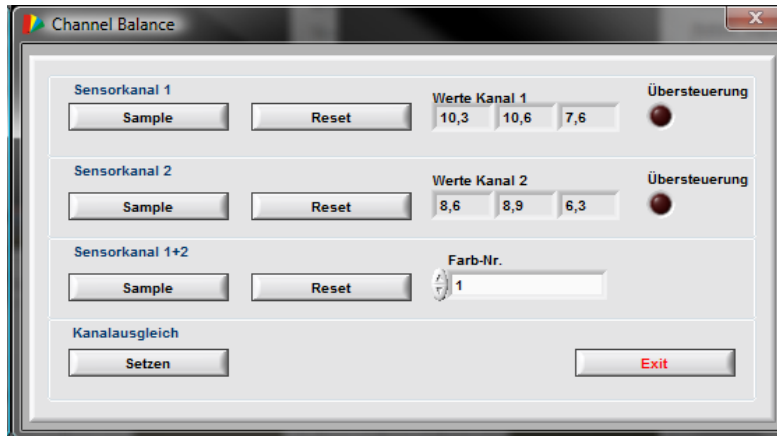 Channel Balance
Sensorkanal 1
Sample
Reset
Werte Kanal 1
10,3 10,6 7,6
Übersteuerung
Sensorkanal 2
Sample
Reset
Werte Kanal 2
8,6 8,9 6,3
Übersteuerung
Sensorkanal 1+2
Sample
Reset
Farb-Nr.
1
Kanalausgleich
Setzen
Exit